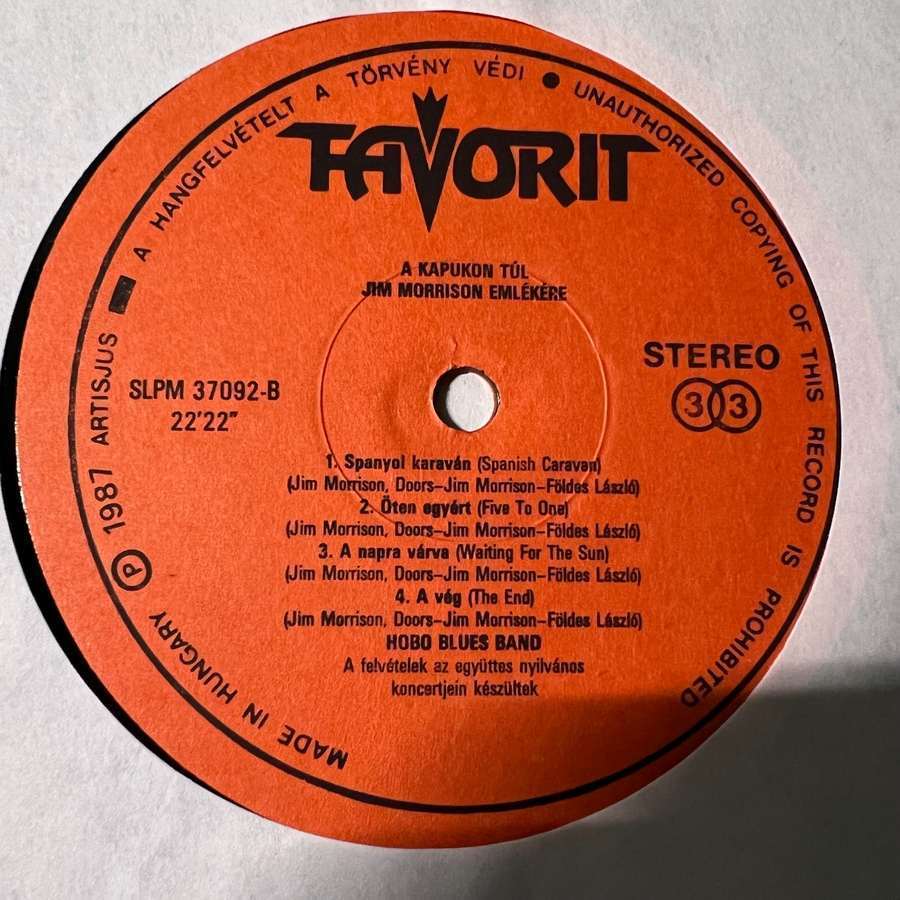 MADE IN HUNGARY Ⓟ 1987 ARTISJUS ■ A HANGFELVÉTELT A TÖRVÉNY VÉDI ● UNAUTHORIZED COPYING OF THIS RECORD IS PROHIBITED
FAVORIT
A KAPUKON TÚL
JIM MORRISON EMLÉKÉRE
STEREO
33
SLPM 37092-B
22'22"
1. Spanyol karaván (Spanish Caravan)
(Jim Morrison, Doors–Jim Morrison–Földes László)
2. Öten egyért (Five To One)
(Jim Morrison, Doors–Jim Morrison–Földes László)
3. A napra várva (Waiting For The Sun)
(Jim Morrison, Doors–Jim Morrison–Földes László)
4. A vég (The End)
(Jim Morrison, Doors–Jim Morrison–Földes László)
HOBO BLUES BAND
A felvételek az együttes nyilvános
koncertjein készültek